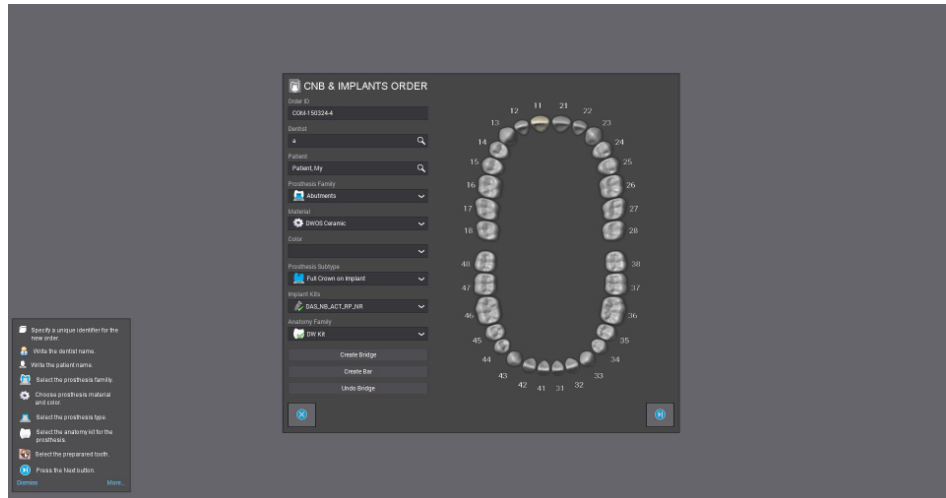 CNB & IMPLANTS ORDER
Order ID
COM-150324-4
Dentist
a
Patient
Patient, My
Prosthesis Family
Abutments
Material
DWOS Ceramic
Color
Prosthesis Subtype
Full Crown on Implant
Implant Kits
DAS_NB_ACT_RP_NR
Anatomy Family
DW Kit
Create Bridge
Create Bar
Undo Bridge
11 21
12 22
13 23
14 24
15 25
16 26
17 27
18 28
48 38
47 37
46 36
45 35
44 34
43 33
42 41 31 32
Specify a unique identifier for the
new order.
Write the dentist name.
Write the patient name.
Select the prosthesis family.
Choose prosthesis material
and color.
Select the prosthesis type.
Select the anatomy kit for the
prosthesis.
Select the preparared tooth.
Press the Next button.
Dismiss More...